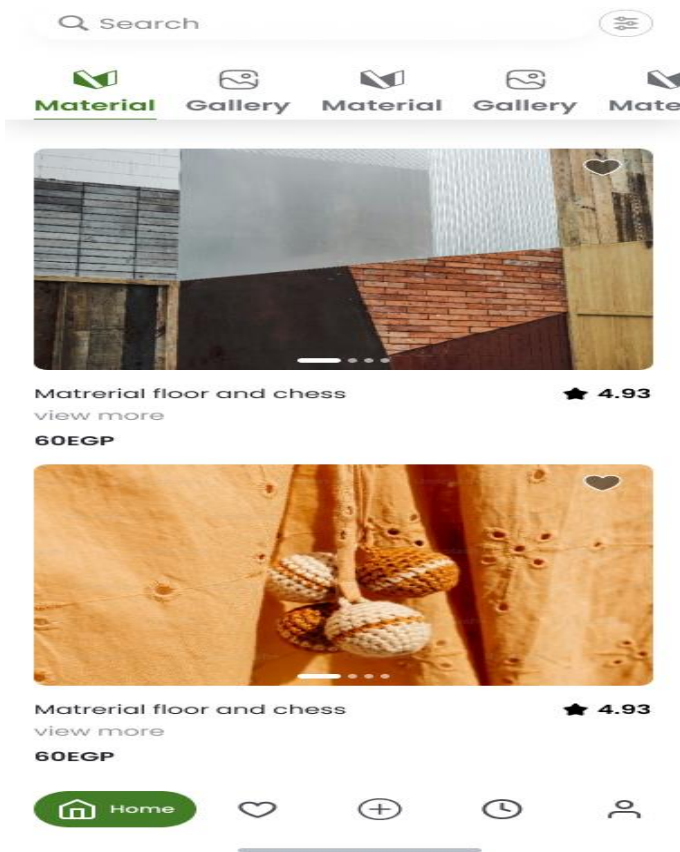 Search
Material Gallery Material Gallery Mate
Matrerial floor and chess 4.93
view more
60EGP
Matrerial floor and chess 4.93
view more
60EGP
Home